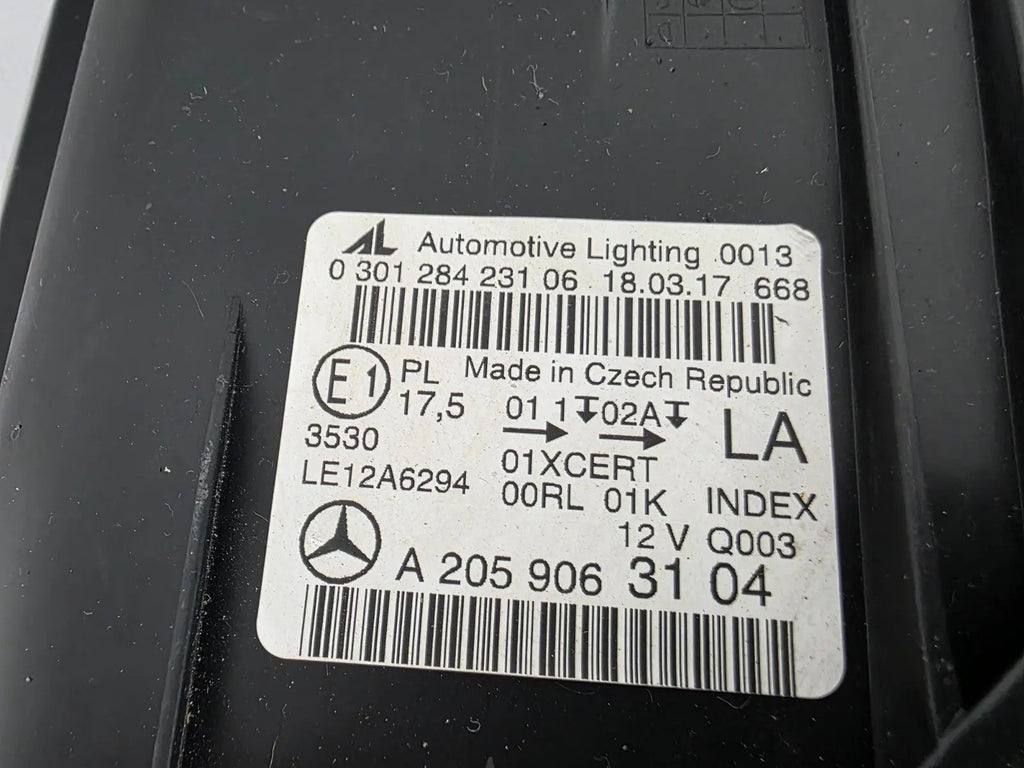 AL Automotive Lighting .0013
0 301 284 231 06 18.03.17 668
E1 PL Made in Czech Republic
17,5 01 1 02A LA
3530
01XCERT
LE12A6294 00RL 01K INDEX
12 V Q003
A 205 906 31 04